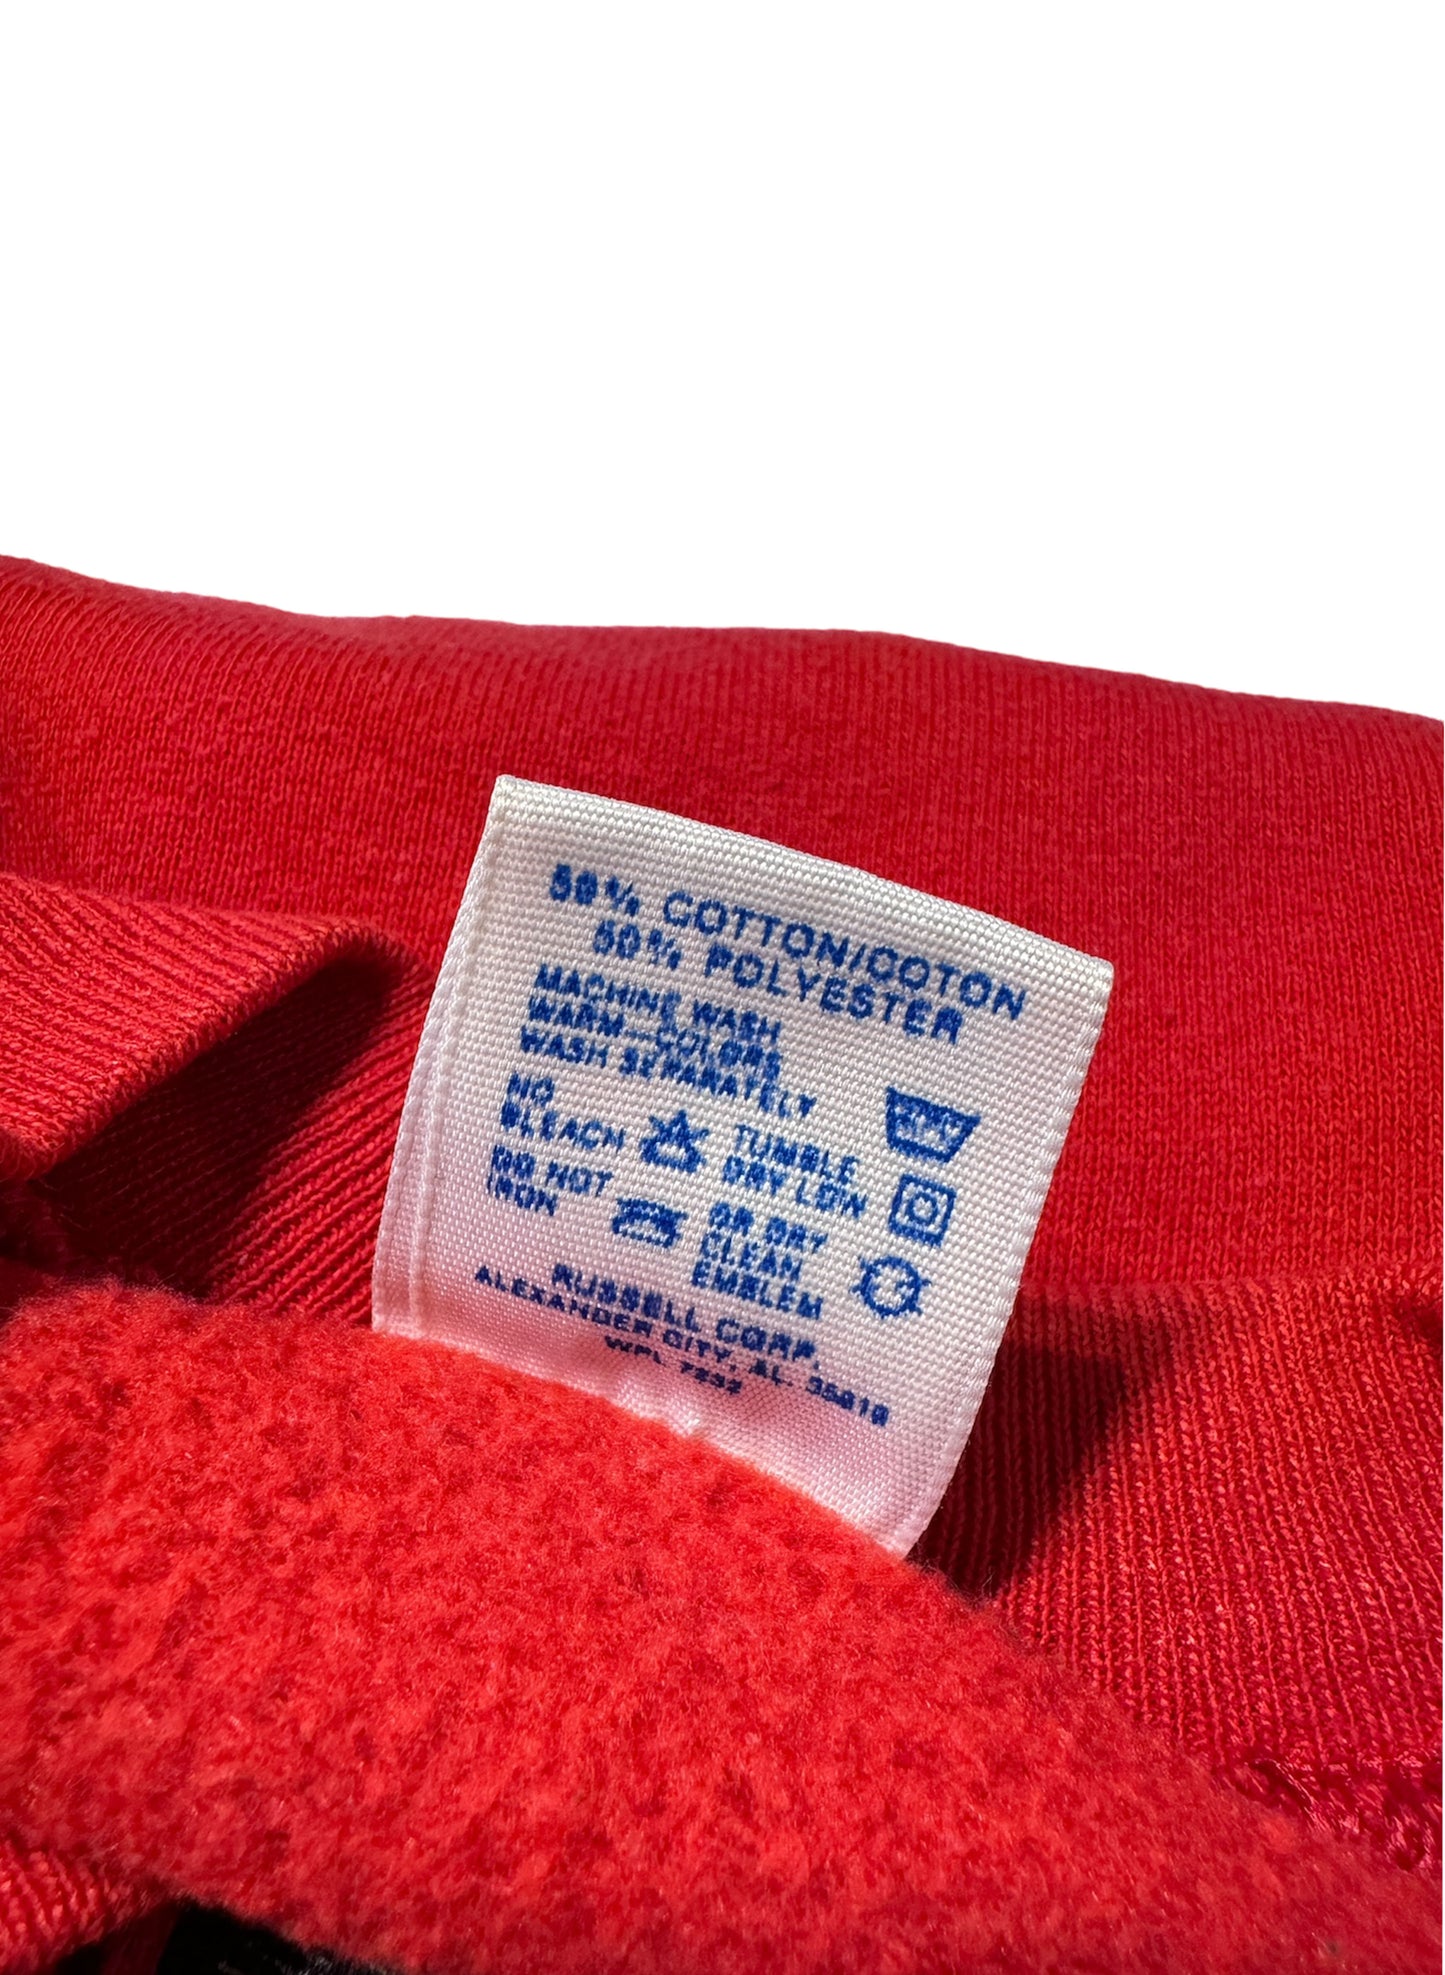 50% COTTON/COTON
50% POLYESTER
MACHINE WASH
WARM-COLORS
WASH SEPARATELY
NO
BLEACH
TUMBLE
DRY LOW
DO NOT
IRON
OR DRY
CLEAN
EMBLEM
RUSSELL CORP.
ALEXANDER CITY, AL. 35010
WPL 7232